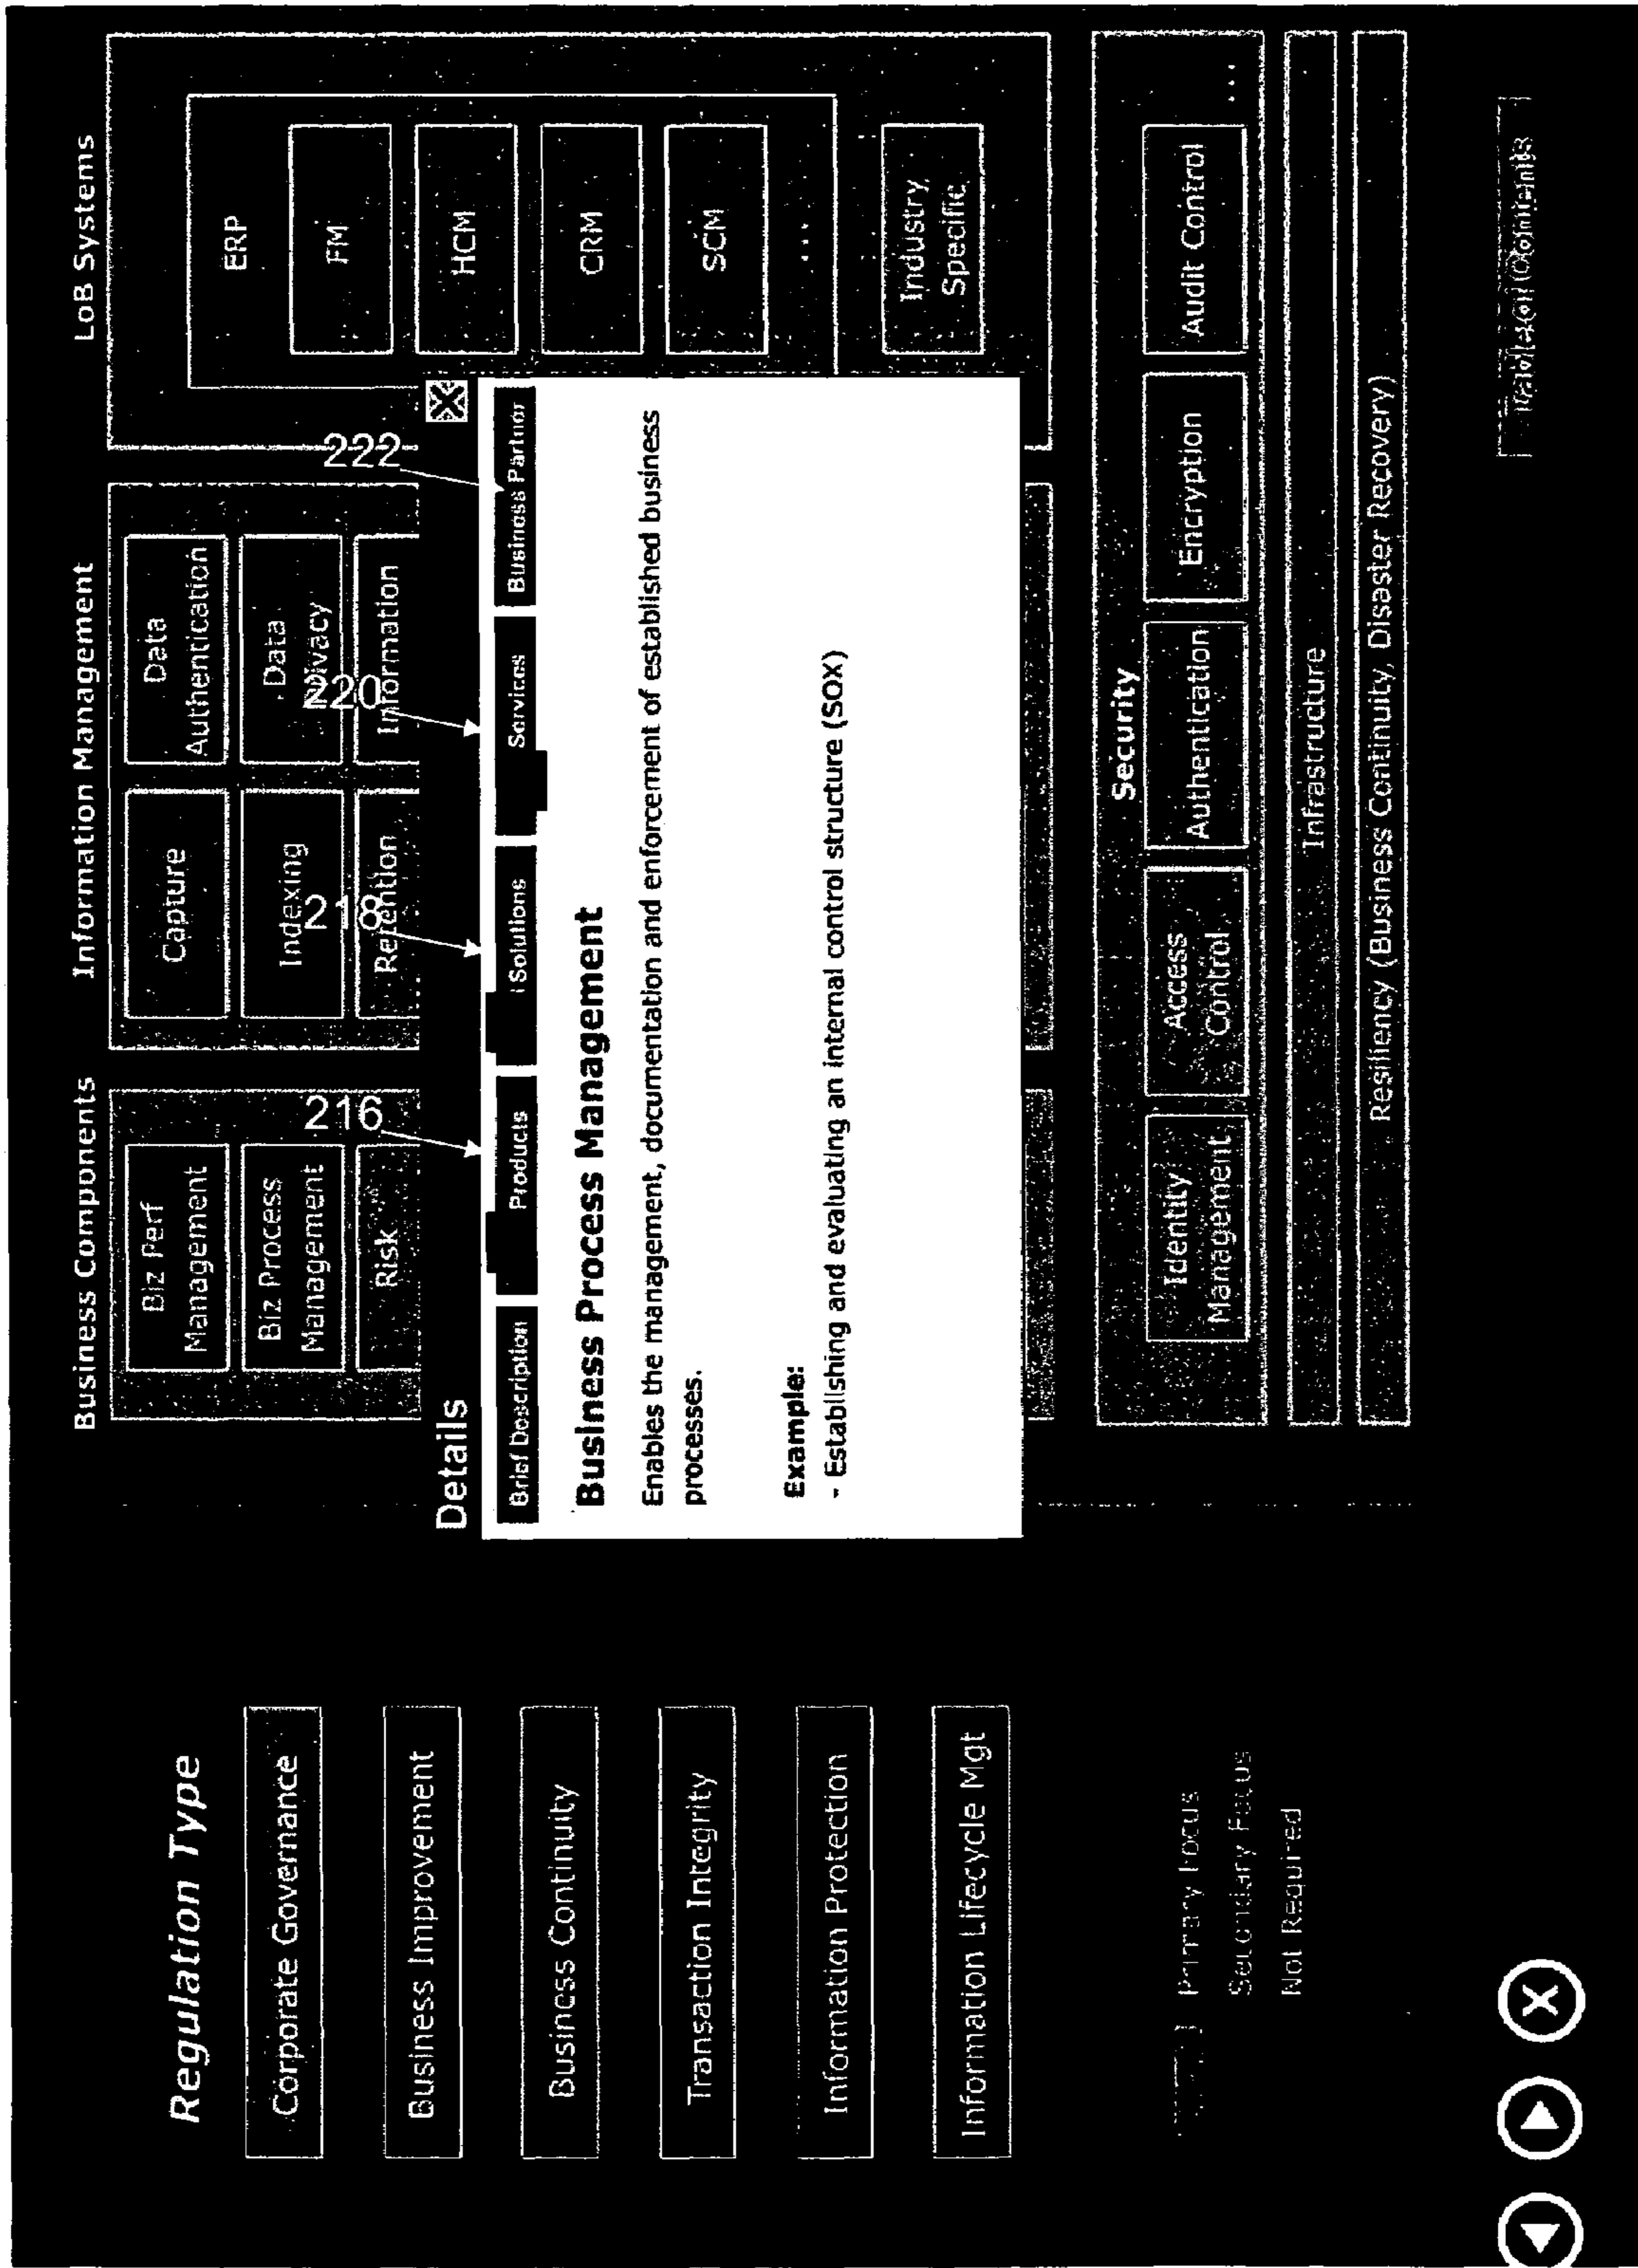 Regulation Type
Corporate Governance
Business Improvement
Business Continuity
Transaction Integrity
Information Protection
Information Lifecycle Mgt
Primary Focus
Secondary Focus
Not Required
Business Components
Biz Perf
Management
Biz Process
Management
Risk
Information Management
Capture
Data
Authentication
Indexing
Data
Retention
Information
LoB Systems
ERP
FM
HCM
CRM
SCM
...
Industry
Specific
216
218
220
222
Details
X
Brief Description
Products
Solutions
Services
Business Partner
Business Process Management
Enables the management, documentation and enforcement of established business
processes.
Example:
- Establishing and evaluating an internal control structure (SOX)
Security
Identity
Management
Access
Control
Authentication
Encryption
Audit Control
...
Infrastructure
Resiliency (Business Continuity, Disaster Recovery)
X